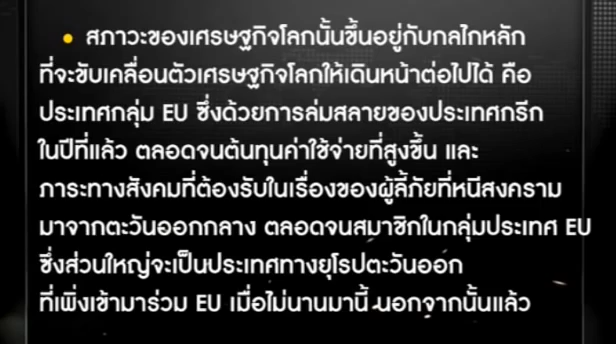 • สภาวะของเศรษฐกิจโลกนั้นขึ้นอยู่กับกลไกหลัก
ที่จะขับเคลื่อนตัวเศรษฐกิจโลกให้เดินหน้าต่อไปได้ คือ
ประเทศกลุ่ม EU ซึ่งด้วยการล่มสลายของประเทศกรีก
ในปีที่แล้ว ตลอดจนต้นทุนค่าใช้จ่ายที่สูงขึ้น และ
ภาระทางสังคมที่ต้องรับในเรื่องของผู้ลี้ภัยที่หนีสงคราม
มาจากตะวันออกกลาง ตลอดจนสมาชิกในกลุ่มประเทศ EU
ซึ่งส่วนใหญ่จะเป็นประเทศทางยุโรปตะวันออก
ที่เพิ่งเข้ามาร่วม EU เมื่อไม่นานมานี้ นอกจากนั้นแล้ว